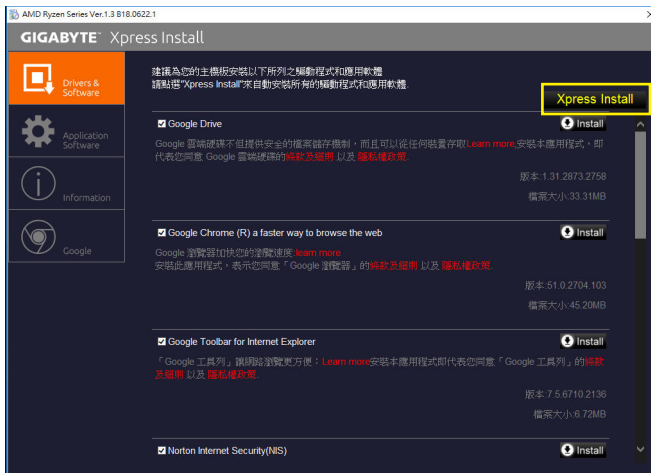 AMD Ryzen Series Ver.1.3 B18.0622.1
GIGABYTE™ Xpress Install
Drivers &
Software
Application
Software
Information
Google
建議為您的主機板安裝以下所列之驅動程式和應用軟體
請點選"Xpress Install"來自動安裝所有的驅動程式和應用軟體.
Xpress Install
Google Drive
Install
Google 雲端硬碟不但提供安全的檔案儲存機制，而且可以從任何裝置存取Learn more,安裝本應用程式，即
代表您同意 Google 雲端硬碟的條款及細則 以及 隱私權政策.
版本:1.31.2873.2758
檔案大小:33.31MB
Google Chrome (R) a faster way to browse the web
Install
Google 瀏覽器加快您的瀏覽速度.learn more
安裝此應用程式，表示您同意「Google 瀏覽器」的條款及細則 以及 隱私權政策.
版本:51.0.2704.103
檔案大小:45.20MB
Google Toolbar for Internet Explorer
Install
「Google 工具列」讓網路瀏覽更方便：Learn more安裝本應用程式即代表您同意「Google 工具列」的條款
及細則 以及 隱私權政策.
版本:7.5.6710.2136
檔案大小:6.72MB
Norton Internet Security(NIS)
Install